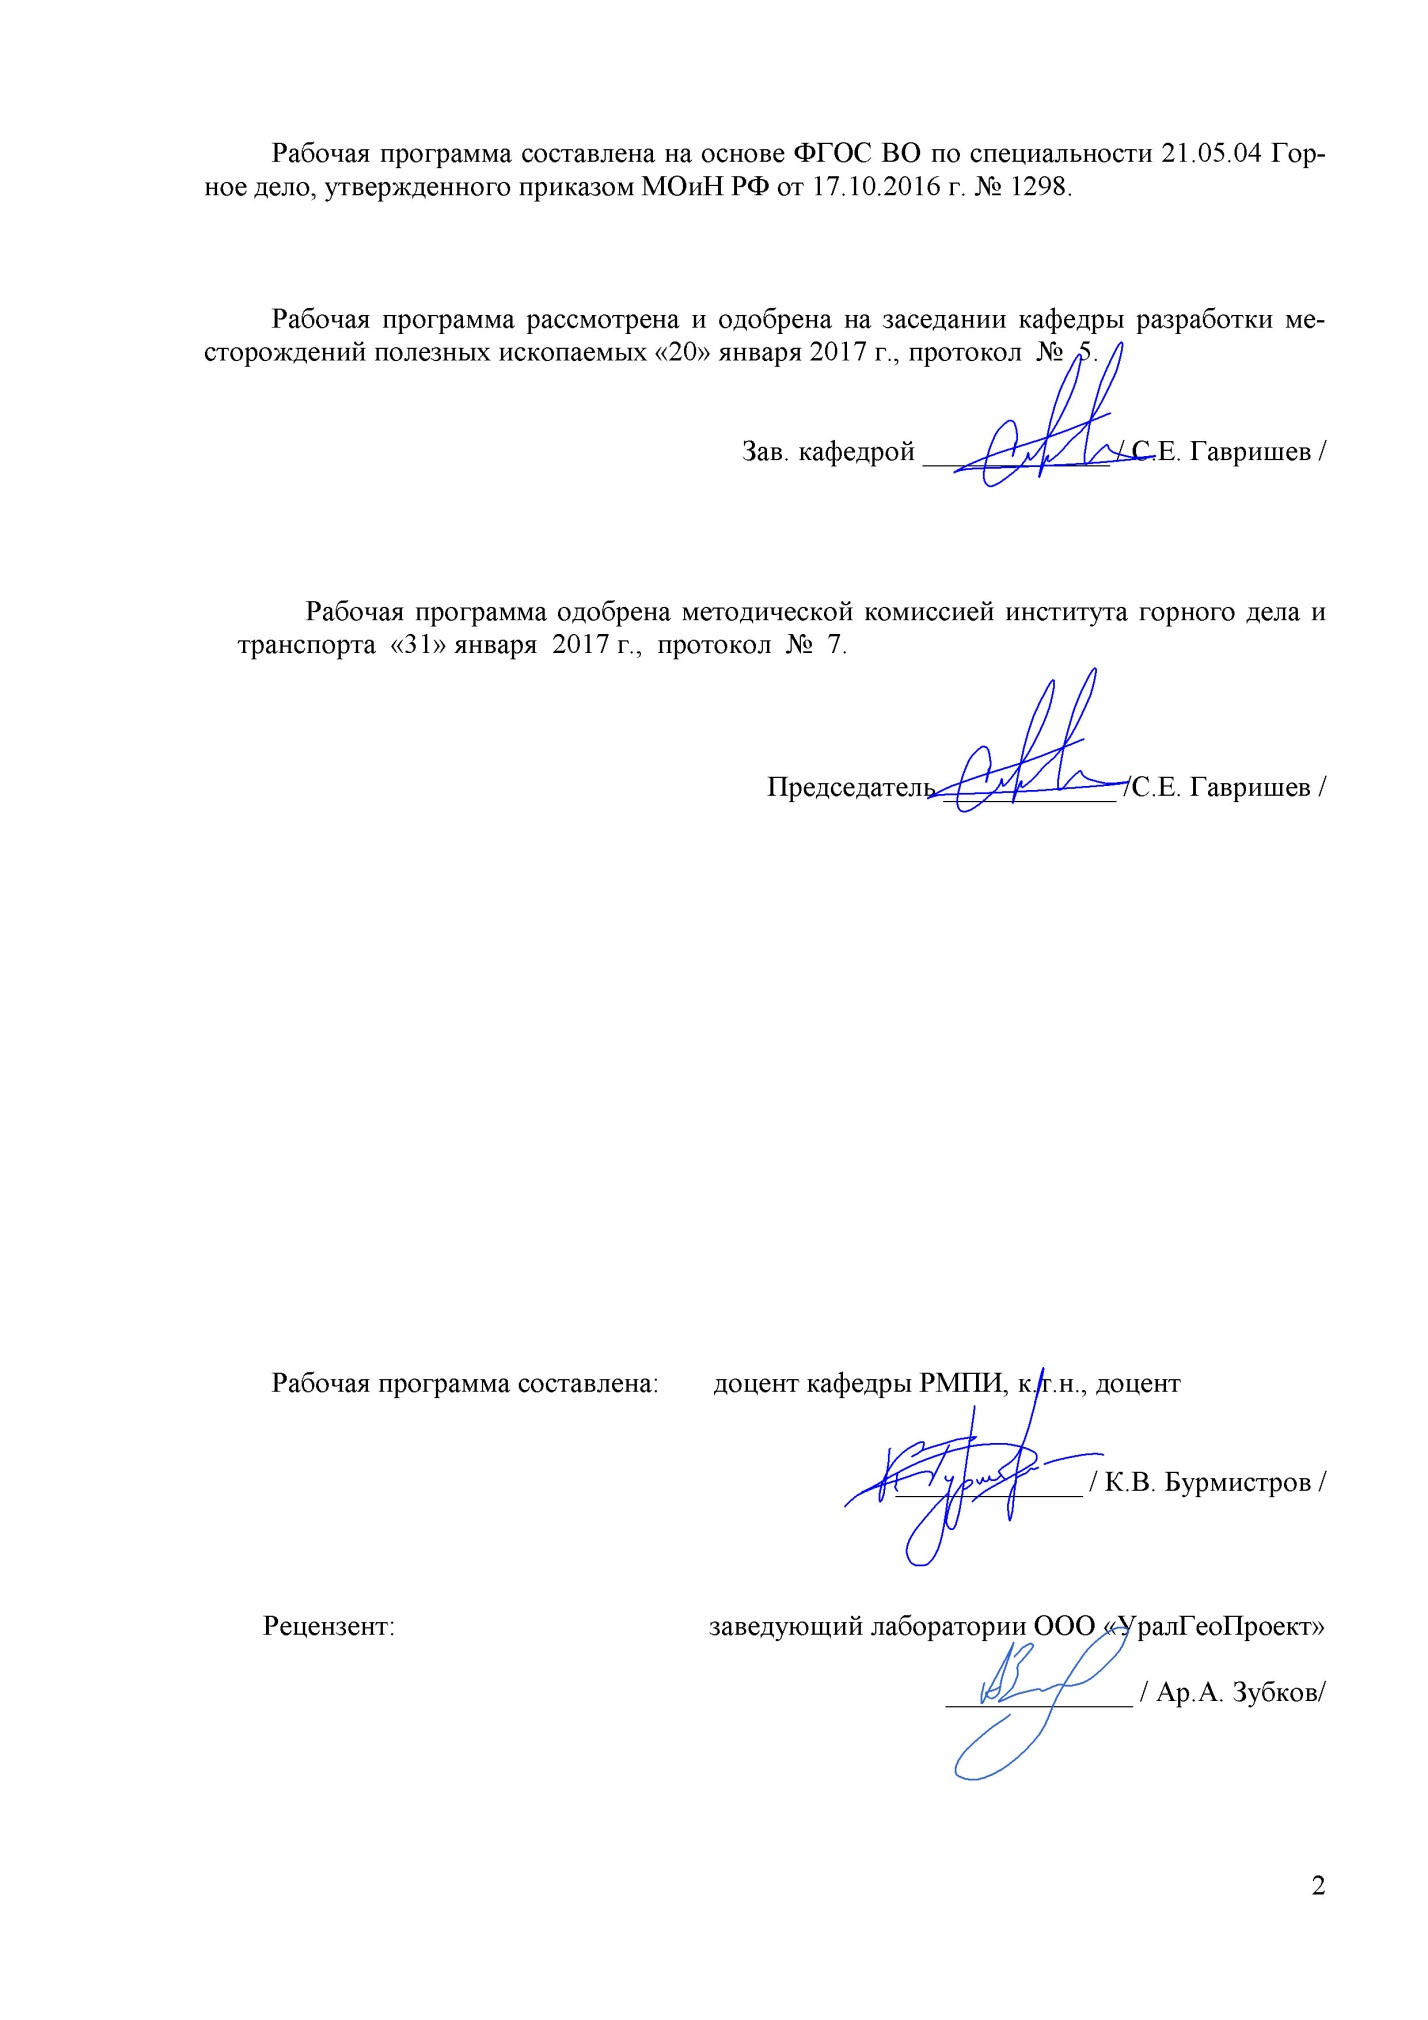 Рабочая программа составлена на основе ФГОС ВО по специальности 21.05.04 Гор-
ное дело, утвержденного приказом МОиН РФ от 17.10.2016 г. № 1298.
Рабочая программа рассмотрена и одобрена на заседании кафедры разработки ме-
сторождений полезных ископаемых «20» января 2017 г., протокол № 5.
Зав. кафедрой _____________ / С.Е. Гавришев /
Рабочая программа одобрена методической комиссией института горного дела и
транспорта «31» января 2017 г., протокол № 7.
Председатель ____________ /С.Е. Гавришев /
Рабочая программа составлена: доцент кафедры РМПИ, к.т.н., доцент
_____________ / К.В. Бурмистров /
Рецензент: заведующий лаборатории ООО «УралГеоПроект»
_____________ / Ар.А. Зубков/
2